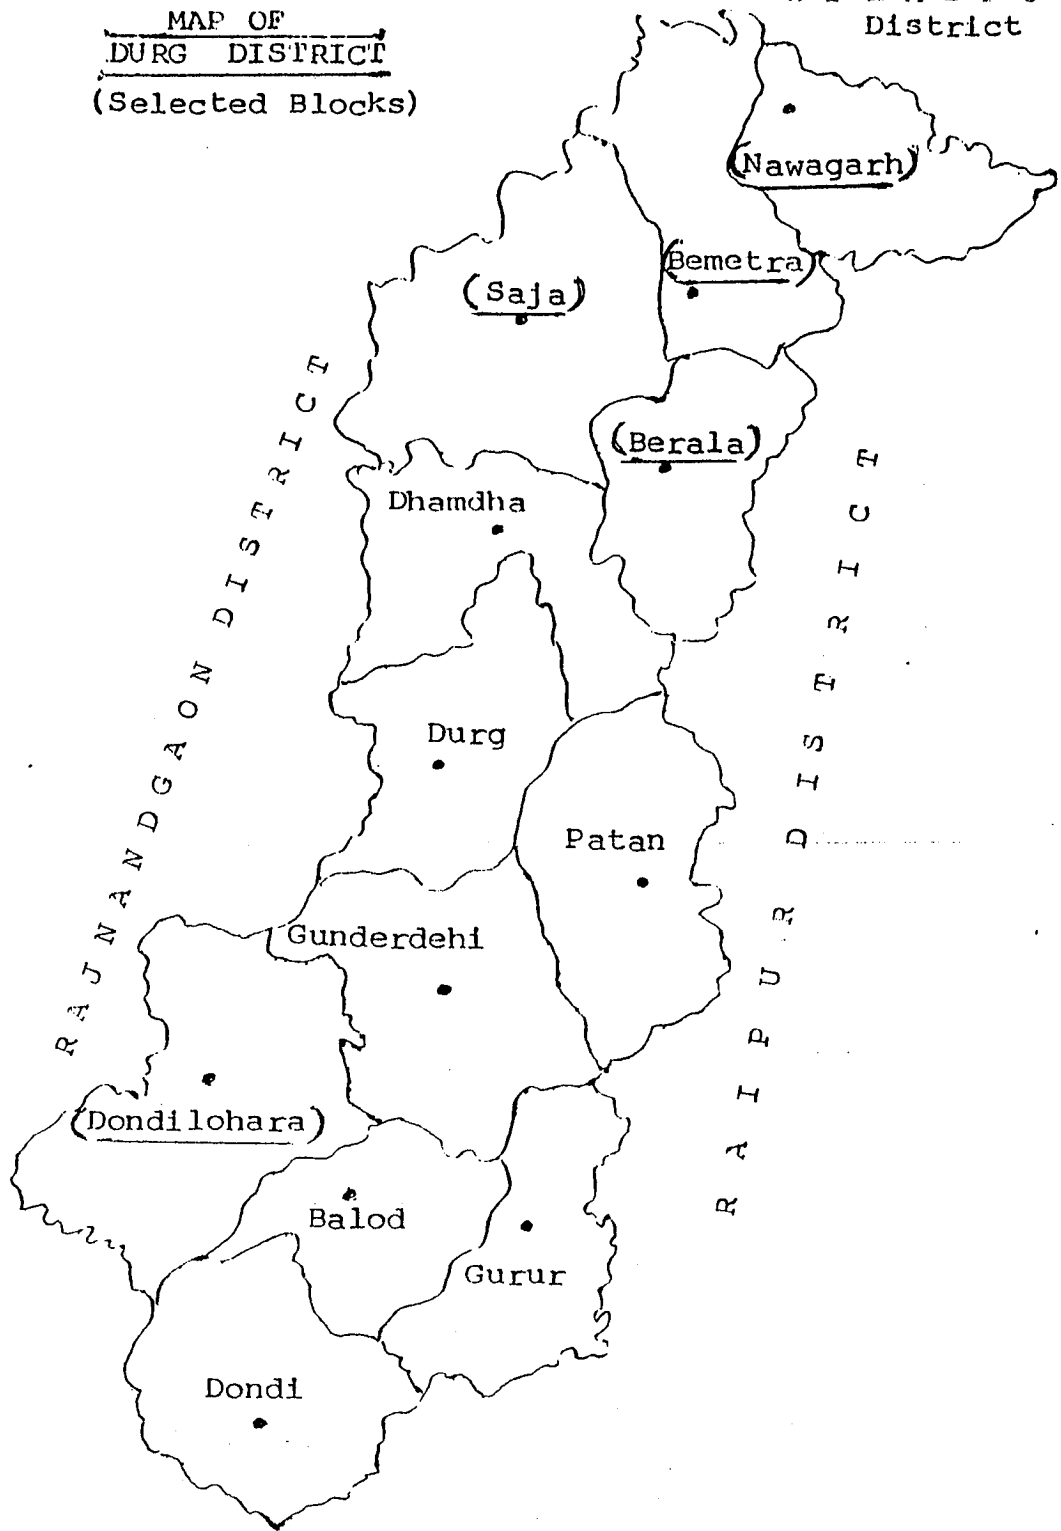 MAP OF
DURG DISTRICT
(Selected Blocks)
District
(Nawagarh)
(Bemetra)
(Saja)
(Berala)
Dhamdha
Durg
Patan
Gunderdehi
(Dondilohara)
Balod
Gurur
Dondi
RAJNANDGAON DISTRICT
RAIPUR DISTRICT